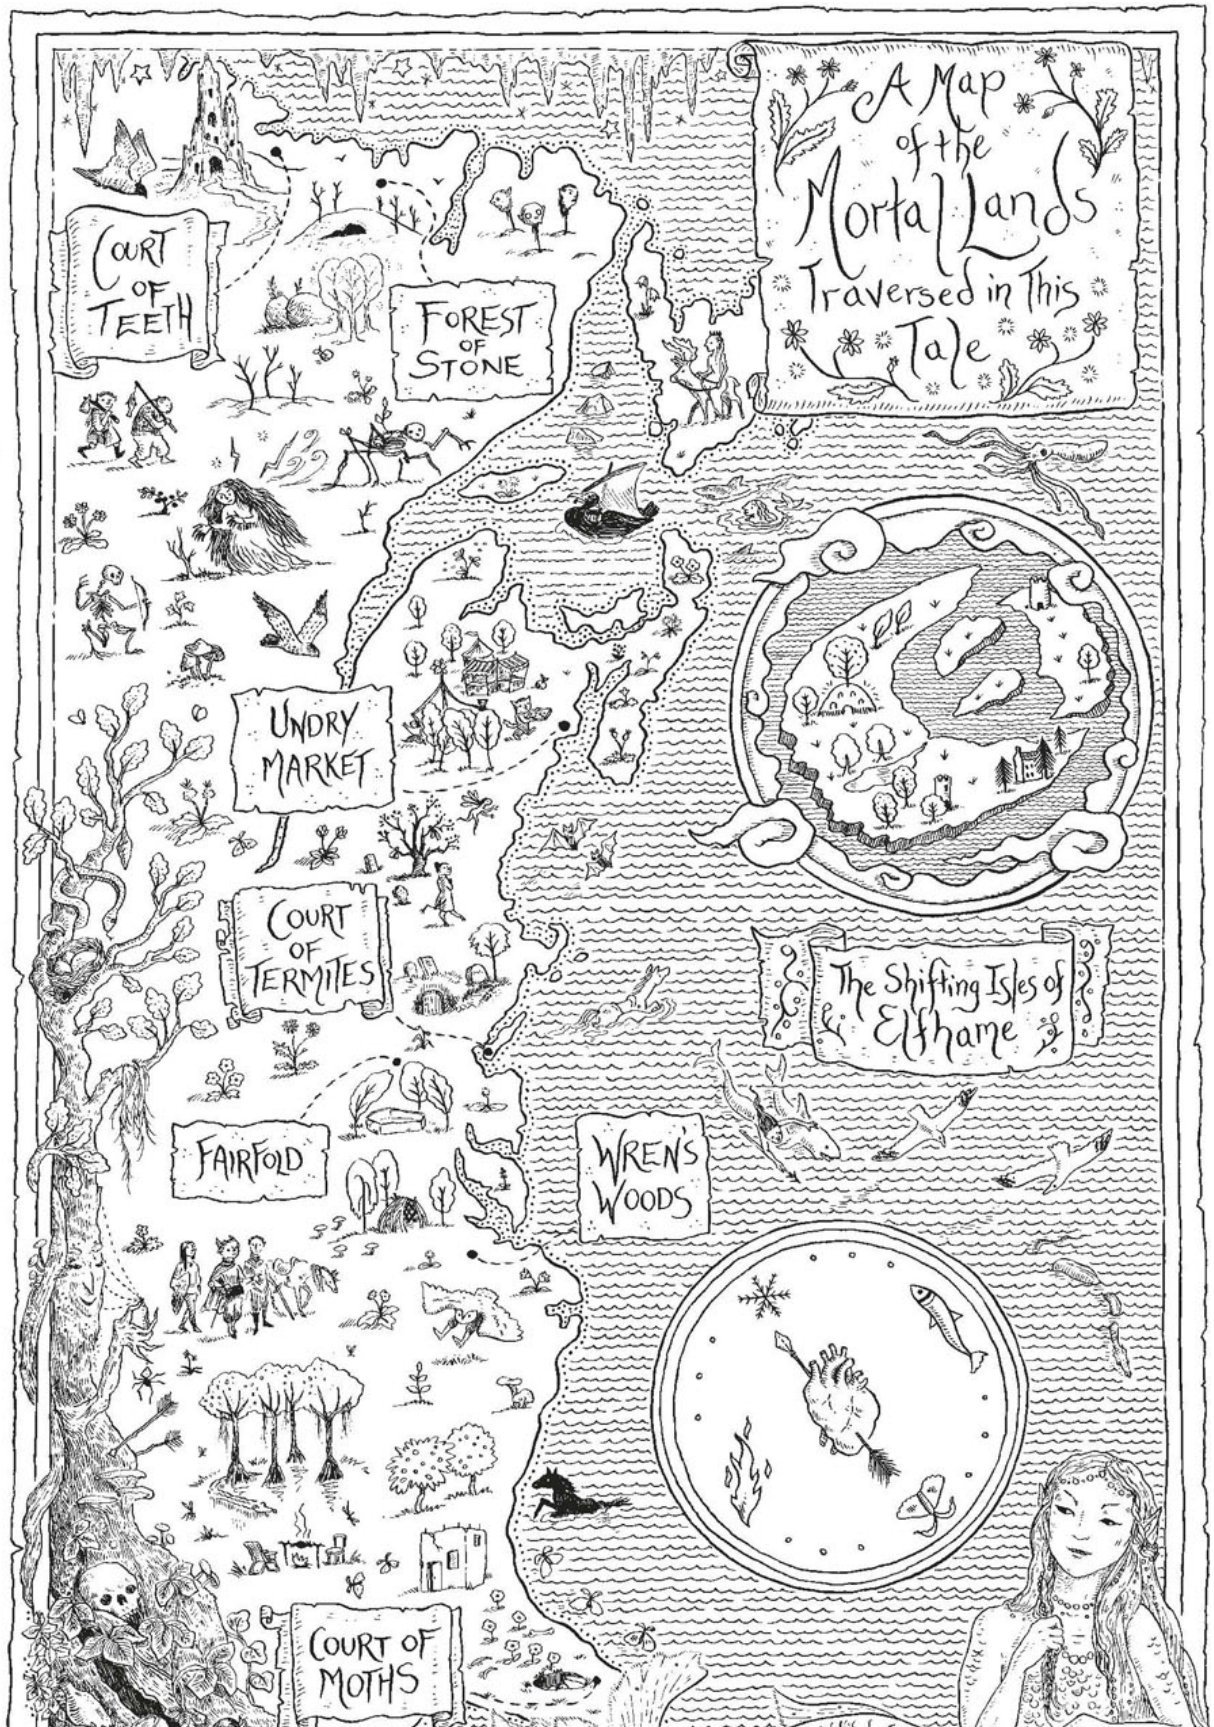 A Map
of the
Mortal Lands
Traversed in This
Tale
COURT
OF
TEETH
FOREST
OF
STONE
UNDRY
MARKET
COURT
OF
TERMITES
The Shifting Isles of
Elfhame
FAIRFOLD
WREN'S
WOODS
COURT OF
MOTHS